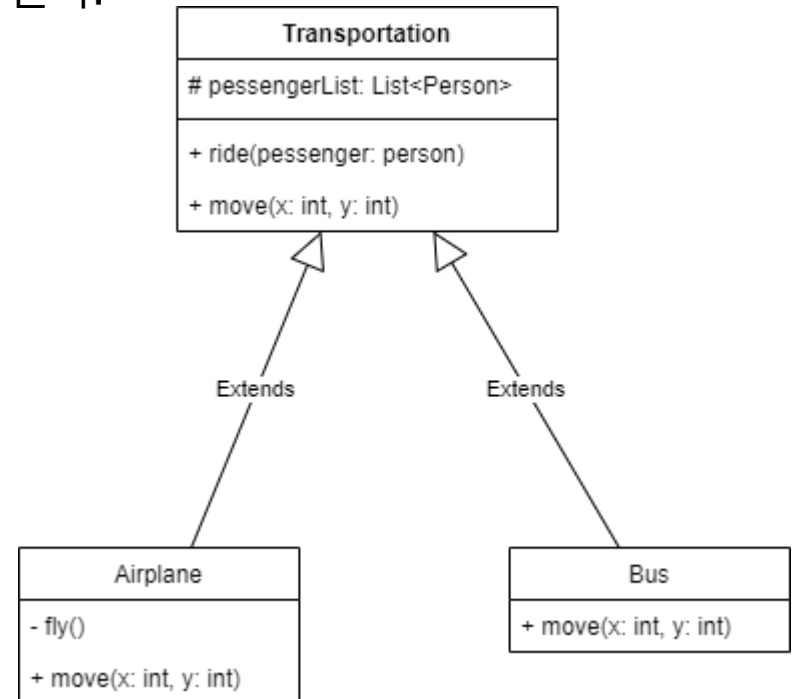 Transportation
# pessengerList: List<Person>
+ ride(pessenger: person)
+ move(x: int, y: int)
Extends
Extends
Airplane
- fly()
+ move(x: int, y: int)
Bus
+ move(x: int, y: int)